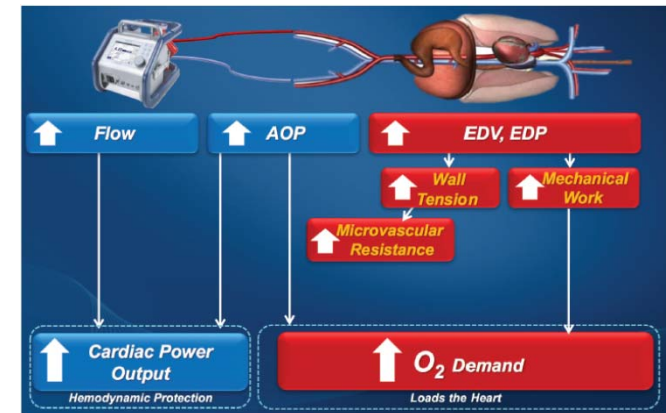 Flow
AOP
EDV, EDP
Wall
Tension
Mechanical
Work
Microvascular
Resistance
Cardiac Power
Output
Hemodynamic Protection
O₂ Demand
Loads the Heart